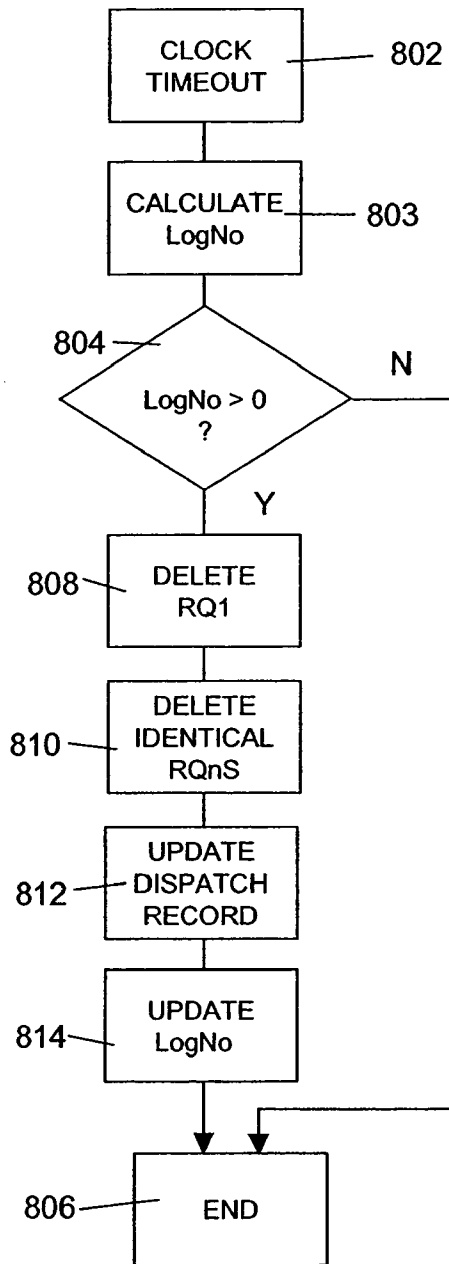 CLOCK
TIMEOUT
802
CALCULATE
LogNo
803
804
LogNo > 0
?
N
Y
808
DELETE
RQ1
810
DELETE
IDENTICAL
RQnS
812
UPDATE
DISPATCH
RECORD
814
UPDATE
LogNo
806
END